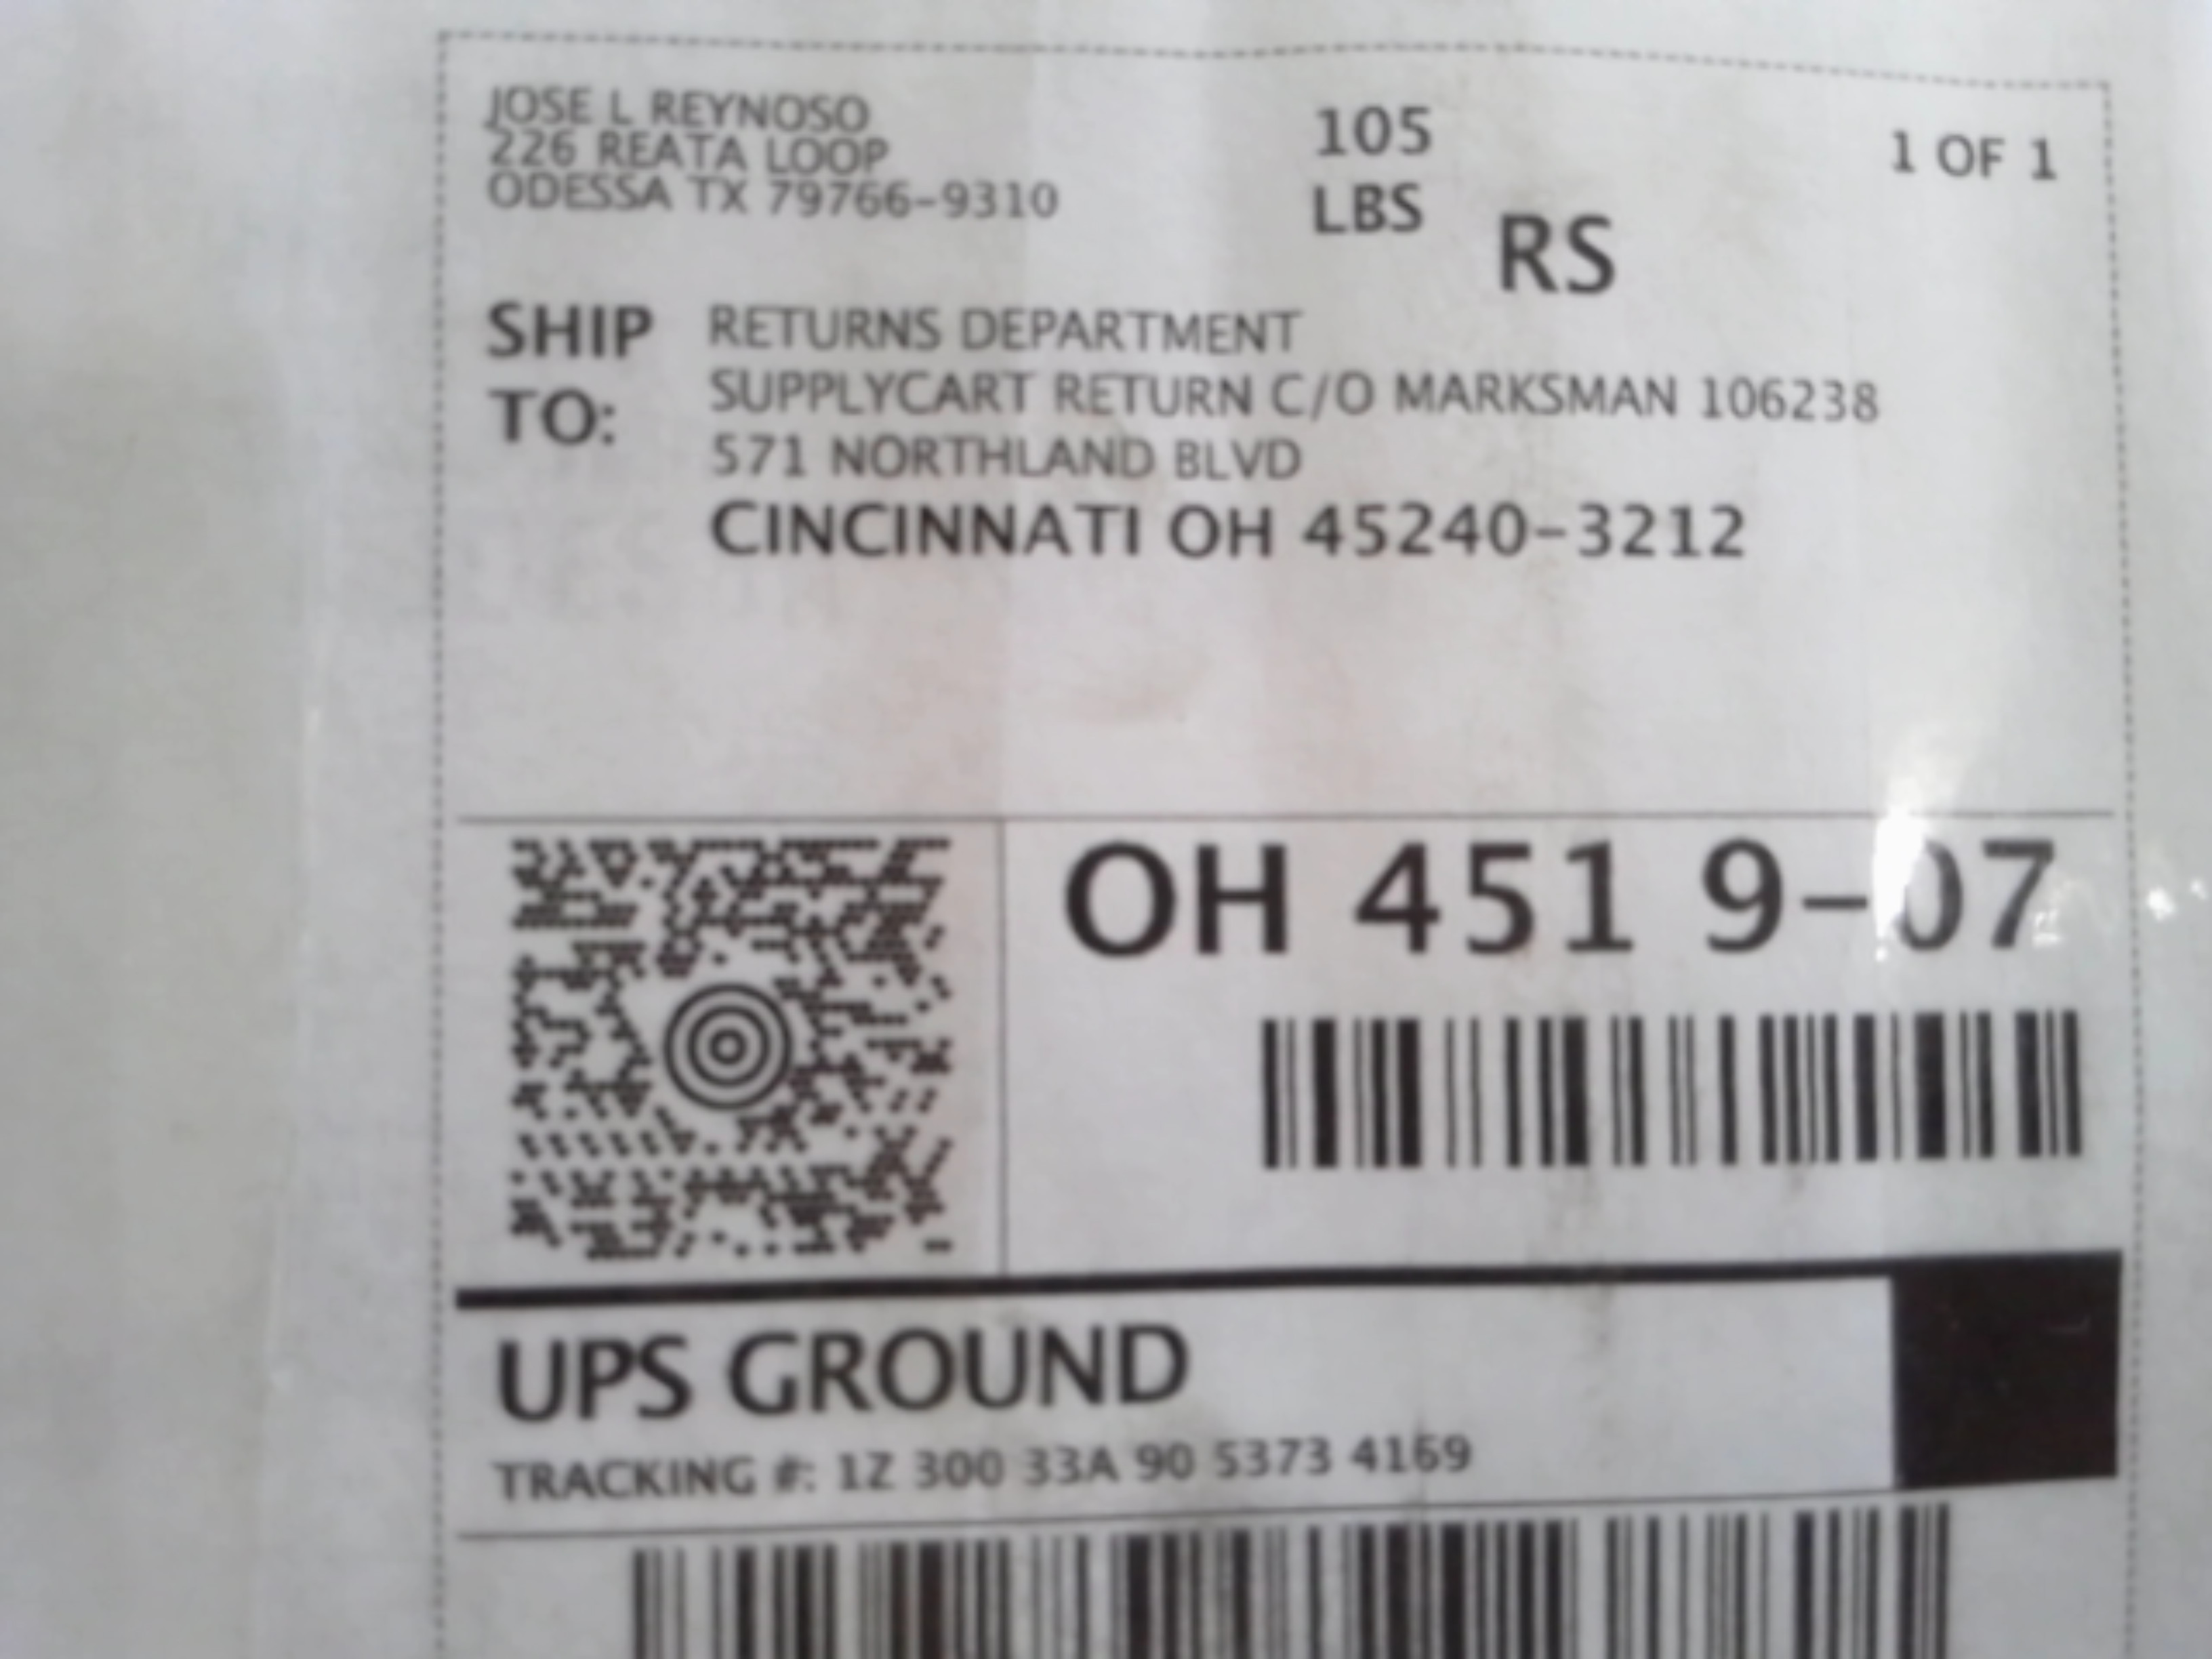 JOSE L REYNOSO
226 REATA LOOP
ODESSA TX 79766-9310
105
LBS
RS
1 OF 1
SHIP
TO:
RETURNS DEPARTMENT
SUPPLYCART RETURN C/O MARKSMAN 106238
571 NORTHLAND BLVD
CINCINNATI OH 45240-3212
OH 451 9-07
UPS GROUND
TRACKING #: 1Z 300 33A 90 5373 4169